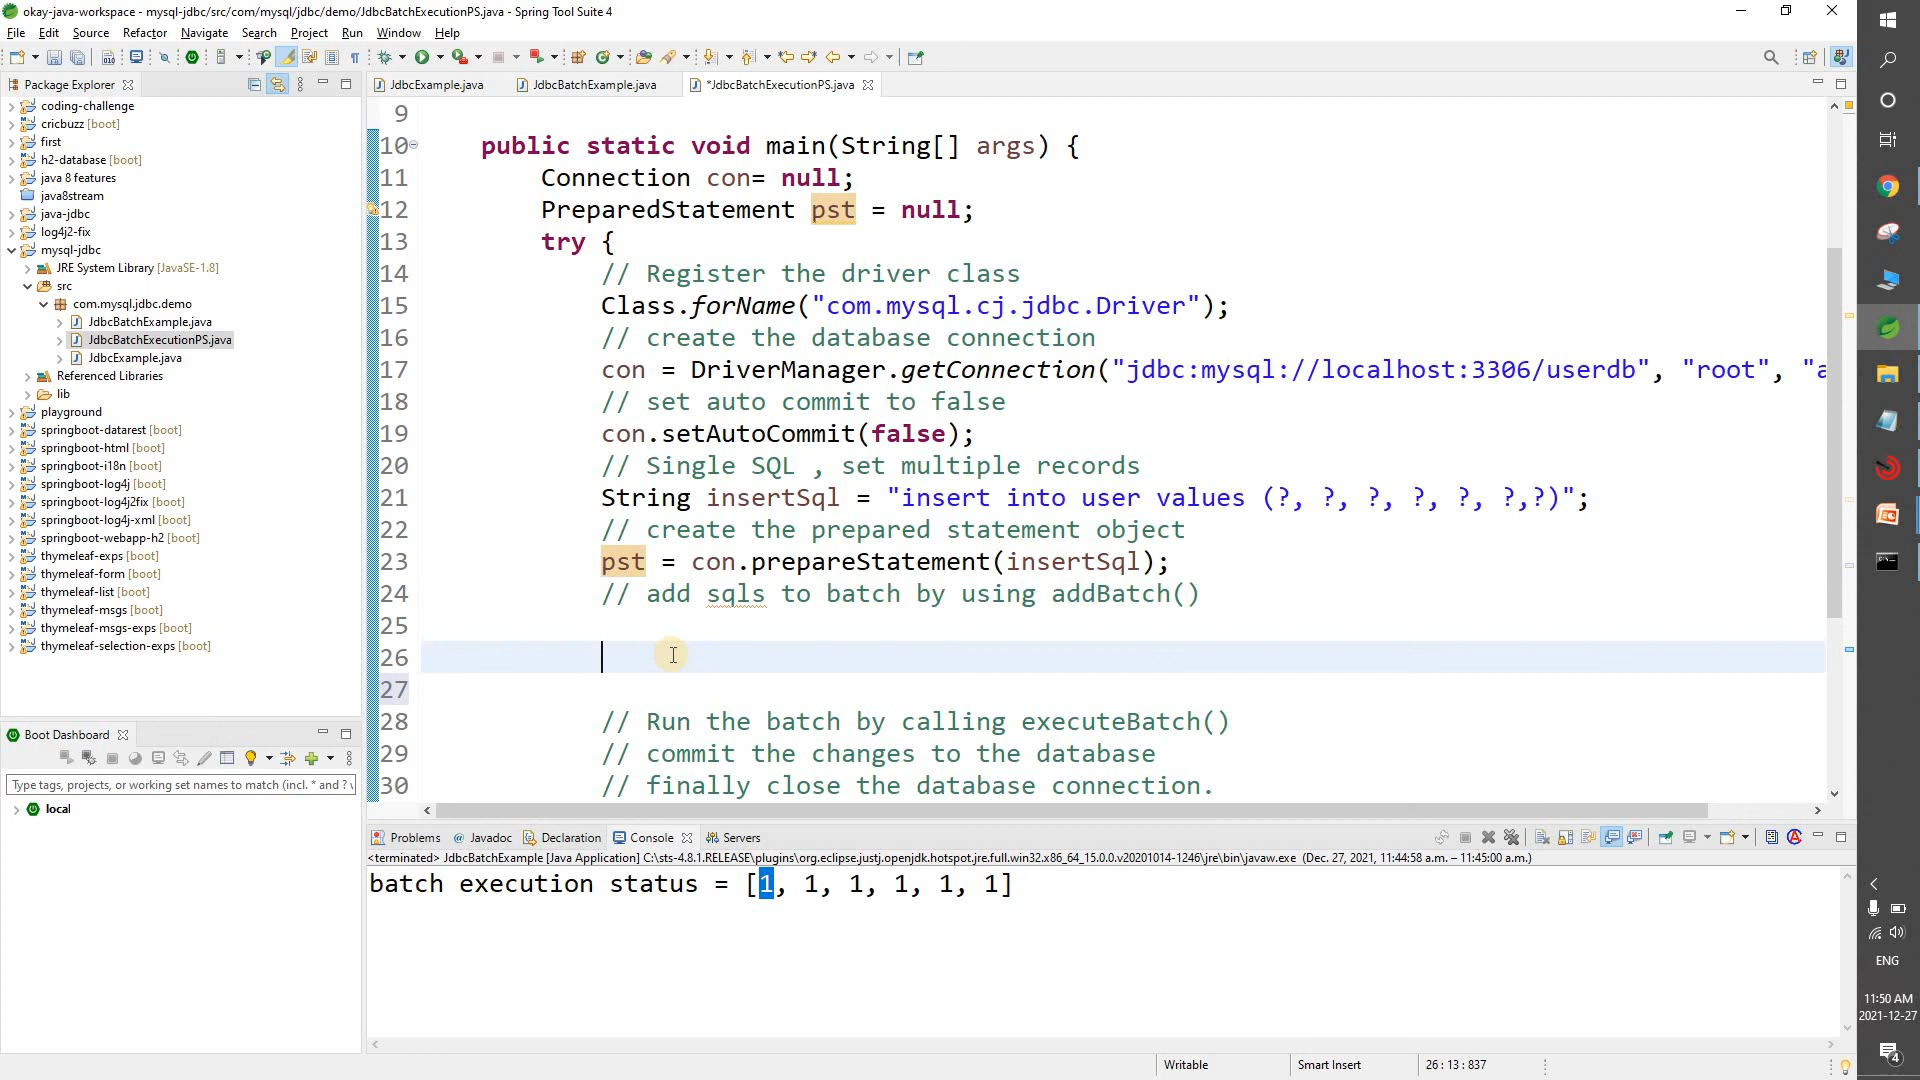 okay-java-workspace - mysql-jdbc/src/com/mysql/jdbc/demo/JdbcBatchExecutionPS.java - Spring Tool Suite 4
File Edit Source Refactor Navigate Search Project Run Window Help
Package Explorer
coding-challenge
cricbuzz [boot]
first
h2-database [boot]
java 8 features
java8stream
java-jdbc
log4j2-fix
mysql-jdbc
JRE System Library [JavaSE-1.8]
src
com.mysql.jdbc.demo
JdbcBatchExample.java
JdbcBatchExecutionPS.java
JdbcExample.java
Referenced Libraries
lib
playground
springboot-datarest [boot]
springboot-html [boot]
springboot-i18n [boot]
springboot-log4j [boot]
springboot-log4j2fix [boot]
springboot-log4j-xml [boot]
springboot-webapp-h2 [boot]
thymeleaf-exps [boot]
thymeleaf-form [boot]
thymeleaf-list [boot]
thymeleaf-msgs [boot]
thymeleaf-msgs-exps [boot]
thymeleaf-selection-exps [boot]
Boot Dashboard
Type tags, projects, or working set names to match (incl. * and ? v
local
JdbcExample.java JdbcBatchExample.java *JdbcBatchExecutionPS.java
9
10 public static void main(String[] args) {
11 Connection con= null;
12 PreparedStatement pst = null;
13 try {
14 // Register the driver class
15 Class.forName("com.mysql.cj.jdbc.Driver");
16 // create the database connection
17 con = DriverManager.getConnection("jdbc:mysql://localhost:3306/userdb", "root", "a
18 // set auto commit to false
19 con.setAutoCommit(false);
20 // Single SQL , set multiple records
21 String insertSql = "insert into user values (?, ?, ?, ?, ?, ?,?)";
22 // create the prepared statement object
23 pst = con.prepareStatement(insertSql);
24 // add sqls to batch by using addBatch()
25
26
27
28 // Run the batch by calling executeBatch()
29 // commit the changes to the database
30 // finally close the database connection.
Problems Javadoc Declaration Console Servers
<terminated> JdbcBatchExample [Java Application] C:\sts-4.8.1.RELEASE\plugins\org.eclipse.justj.openjdk.hotspot.jre.full.win32.x86_64_15.0.0.v20201014-1246\jre\bin\javaw.exe (Dec. 27, 2021, 11:44:58 a.m. – 11:45:00 a.m.)
batch execution status = [1, 1, 1, 1, 1, 1]
Writable Smart Insert 26 : 13 : 837
ENG
11:50 AM
2021-12-27
4